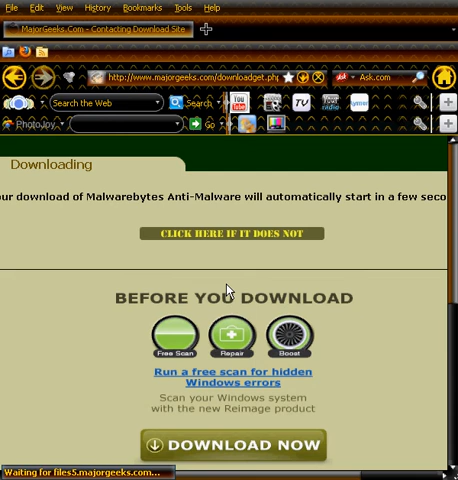 File Edit View History Bookmarks Tools Help
MajorGeeks.Com - Contacting Download Site
http://www.majorgeeks.com/downloadget.php
Ask.com
Search the Web Search
You Tube TV
PhotoJoy Go
Downloading
our download of Malwarebytes Anti-Malware will automatically start in a few seco
CLICK HERE IF IT DOES NOT
BEFORE YOU DOWNLOAD
Free Scan Repair Boost
Run a free scan for hidden
Windows errors
Scan your Windows system
with the new Reimage product
DOWNLOAD NOW
Waiting for files5.majorgeeks.com...